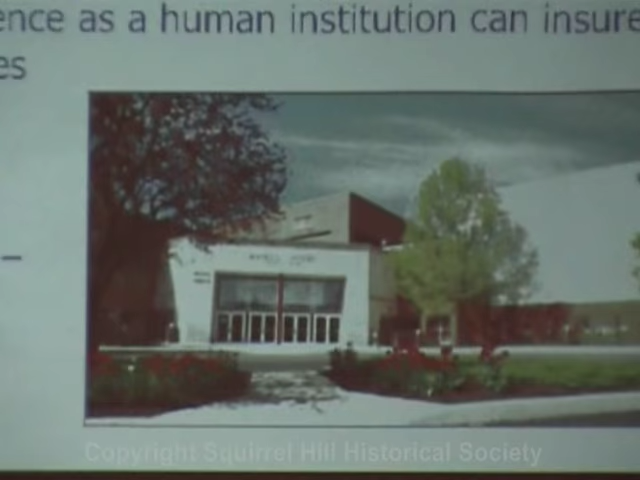 ence as a human institution can insure
es
–
Copyright Squirrel Hill Historical Society